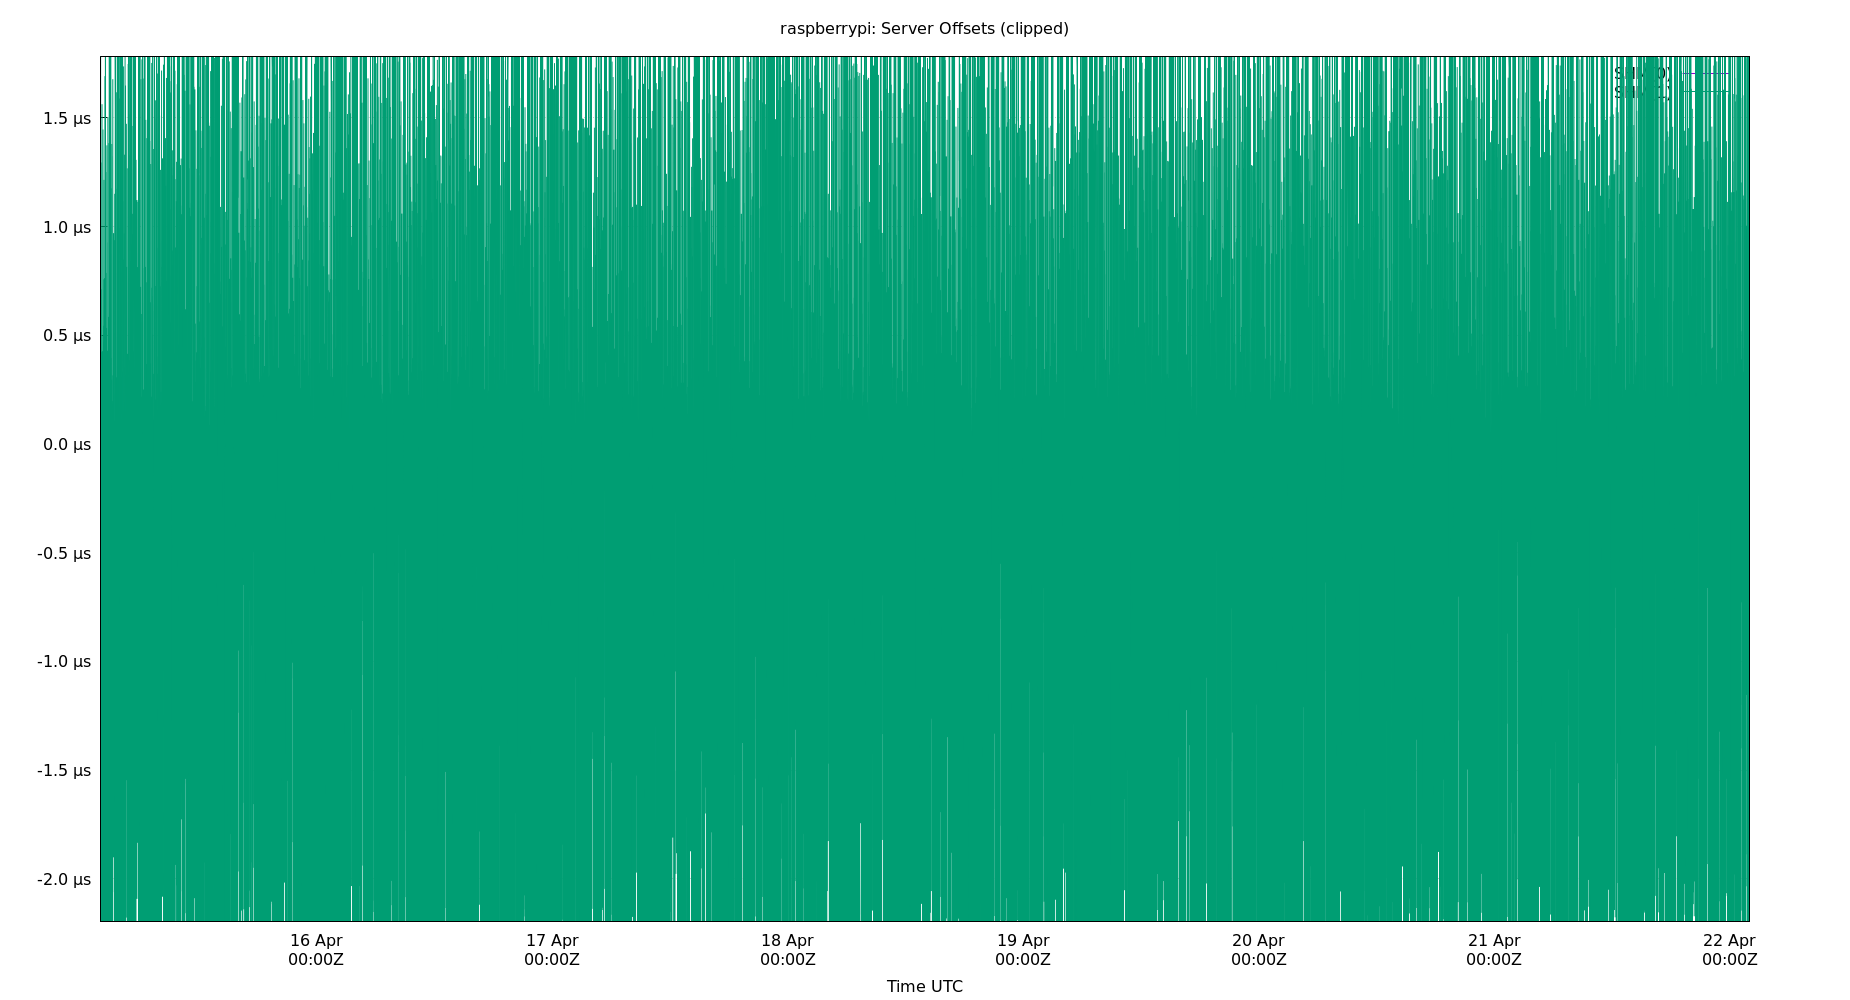 raspberrypi: Server Offsets (clipped)
1.5 µs
1.0 µs
0.5 µs
0.0 µs
-0.5 µs
-1.0 µs
-1.5 µs
-2.0 µs
16 Apr 17 Apr 18 Apr 19 Apr 20 Apr 21 Apr 22 Apr
00:00Z 00:00Z 00:00Z 00:00Z 00:00Z 00:00Z 00:00Z
Time UTC